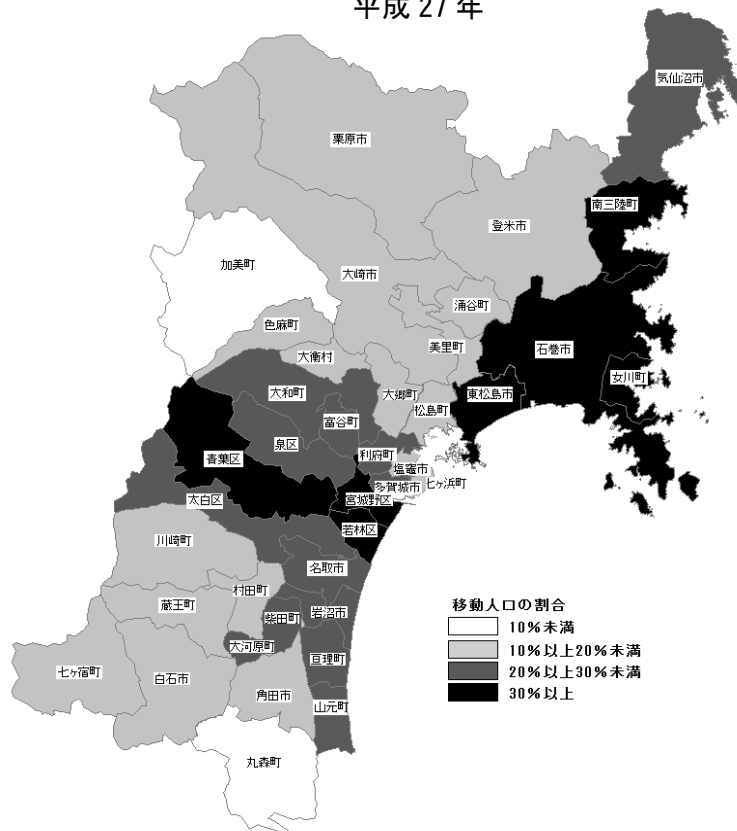 平成 27 年
気仙沼市
栗原市
南三陸町
登米市
加美町
大崎市
涌谷町
色麻町
美里町
石巻市
大衡村
女川町
大和町
大郷町
東松島市
松島町
富谷町
泉区
利府町
青葉区
塩竈市
七ヶ浜町
多賀城市
太白区
宮城野区
若林区
川崎町
名取市
村田町
蔵王町
岩沼市
柴田町
大河原町
亘理町
七ヶ宿町
白石市
角田市
山元町
丸森町
移動人口の割合
10%未満
10%以上20%未満
20%以上30%未満
30%以上